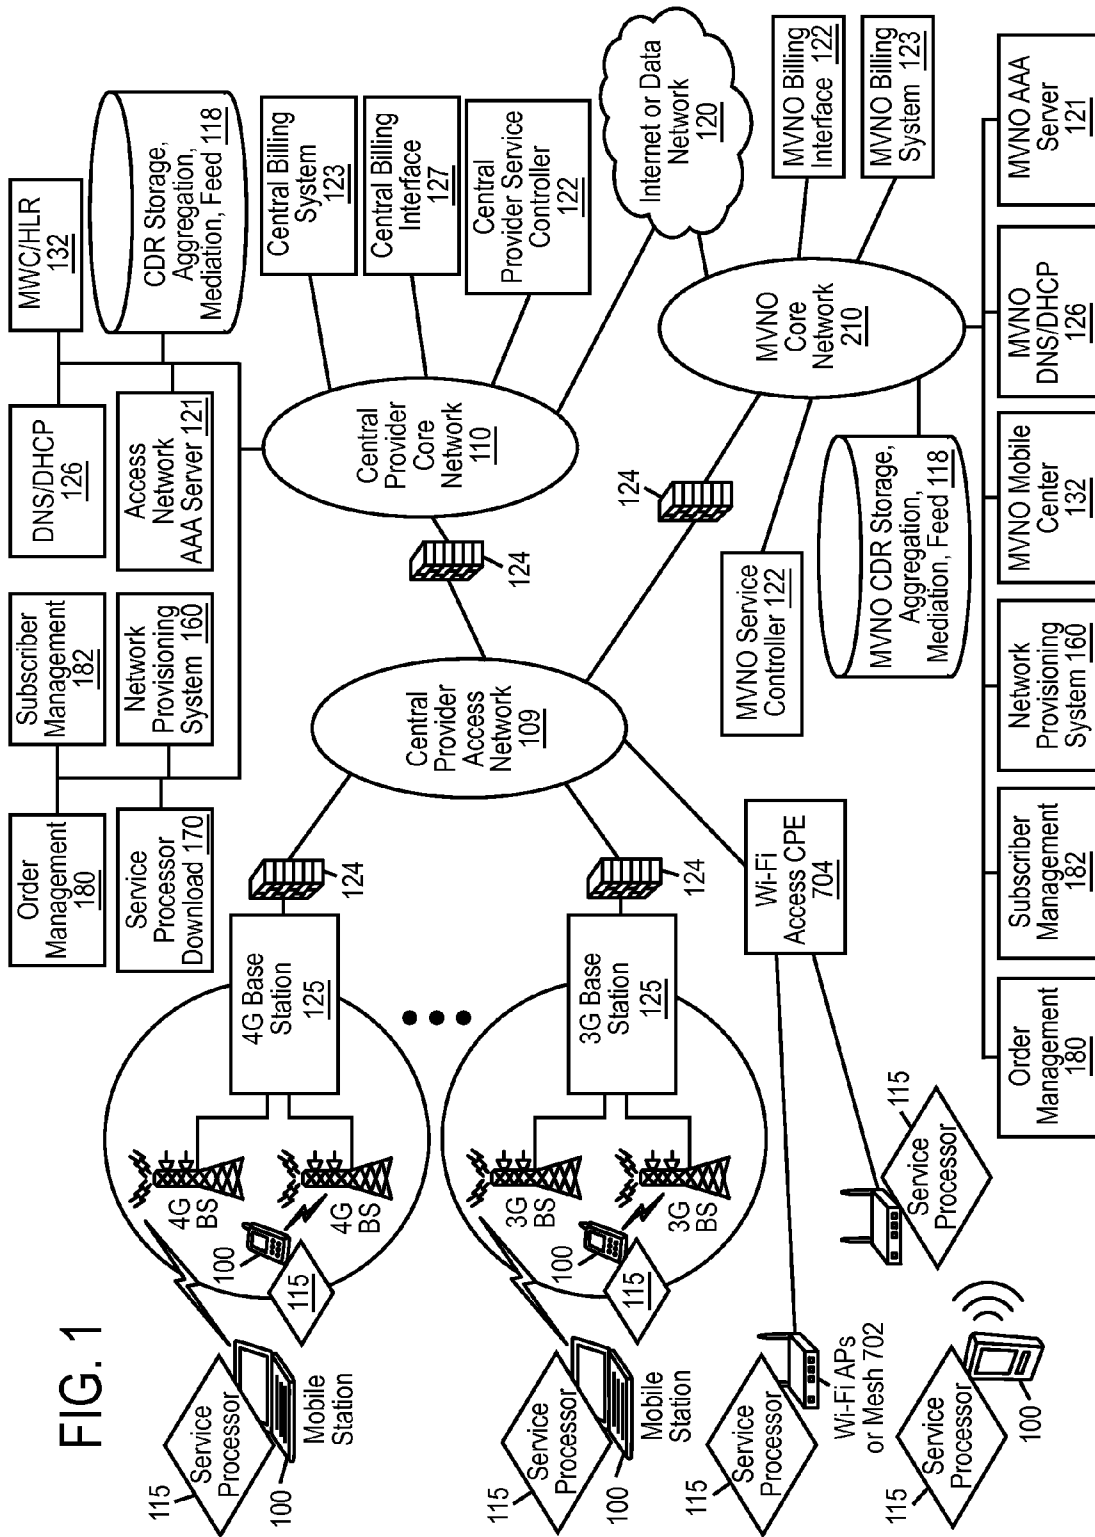 FIG. 1
Order
Management
180
Subscriber
Management
182
DNS/DHCP
126
MWC/HLR
132
Service
Processor
Download 170
Network
Provisioning
System 160
Access
Network
AAA Server 121
CDR Storage,
Aggregation,
Mediation, Feed 118
Central Billing
System
123
Central Billing
Interface
127
Central
Provider Service
Controller
122
Central
Provider
Core
Network
110
124
Internet or Data
Network
120
4G Base
Station
125
124
4G
BS
4G
BS
100
115
115
Service
Processor
100
Mobile
Station
Central
Provider
Access
Network
109
3G Base
Station
125
124
3G
BS
3G
BS
100
115
115
Service
Processor
100
Mobile
Station
124
MVNO
Core
Network
210
MVNO Billing
Interface 122
MVNO Billing
System 123
MVNO Service
Controller 122
MVNO CDR Storage,
Aggregation,
Mediation, Feed 118
Wi-Fi
Access CPE
704
115
Service
Processor
Wi-Fi APs
or Mesh 702
115
Service
Processor
115
Service
Processor
100
Order
Management
180
Subscriber
Management
182
Network
Provisioning
System 160
MVNO Mobile
Center
132
MVNO
DNS/DHCP
126
MVNO AAA
Server
121